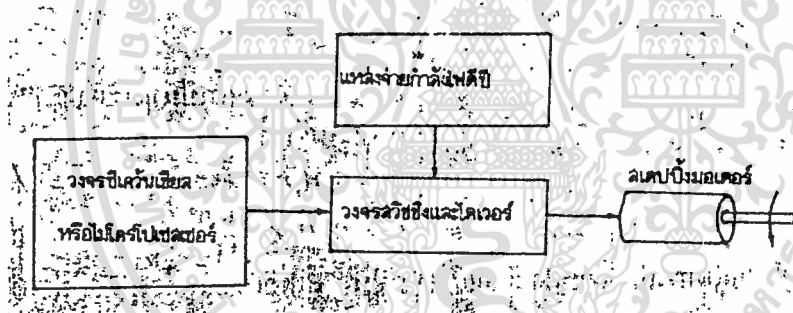 แหล่งจ่ายกำลังไฟดีซี
วงจรซีเควนเชียล
หรือไมโครโปรเซสเซอร์
วงจรสวิชชิ่งและไดเวอร์
สเตปปิ้งมอเตอร์